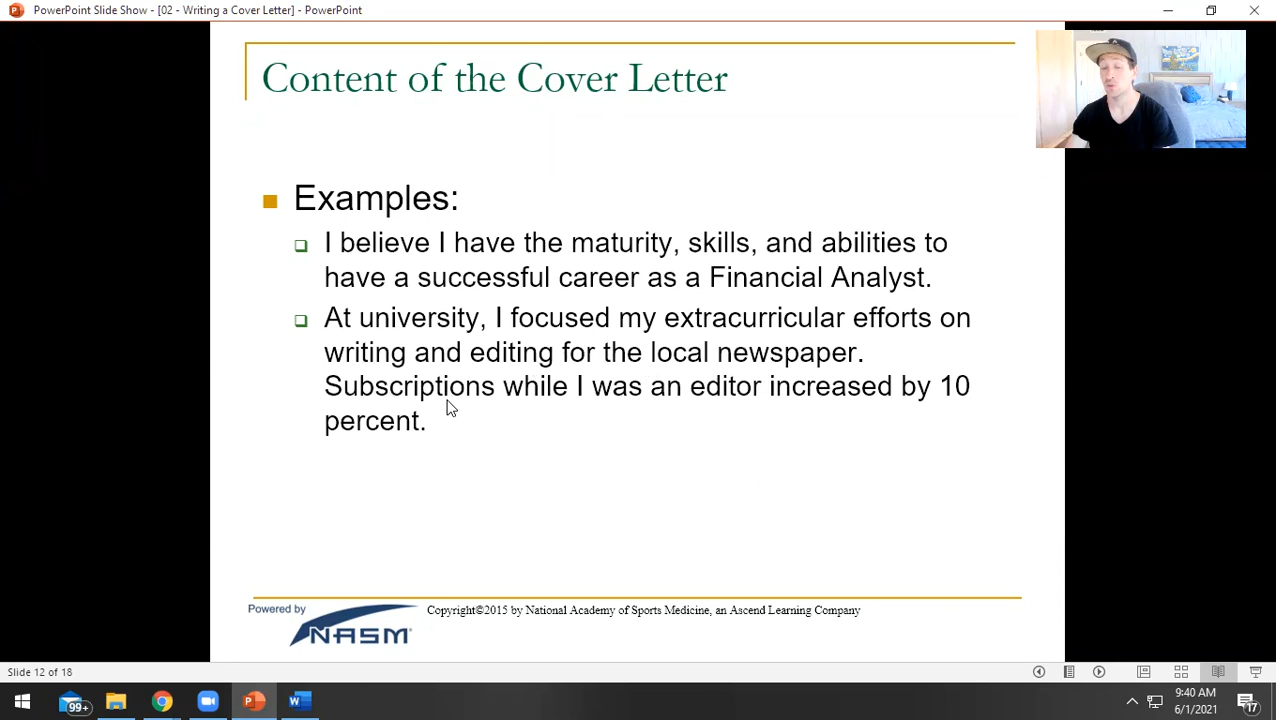 PowerPoint Slide Show - [02 - Writing a Cover Letter] - PowerPoint
Content of the Cover Letter
Examples:
I believe I have the maturity, skills, and abilities to
have a successful career as a Financial Analyst.
At university, I focused my extracurricular efforts on
writing and editing for the local newspaper.
Subscriptions while I was an editor increased by 10
percent.
Powered by
NASM
Copyright©2015 by National Academy of Sports Medicine, an Ascend Learning Company
Slide 12 of 18
99+
9:40 AM
6/1/2021
17